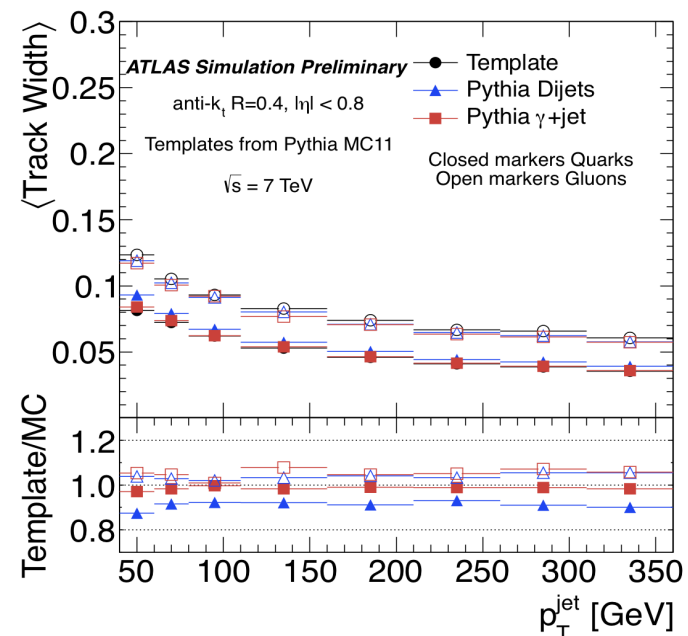 ⟨Track Width⟩
0.3
0.25
0.2
0.15
0.1
0.05
ATLAS Simulation Preliminary
anti-kt R=0.4, |η| < 0.8
Templates from Pythia MC11
√s = 7 TeV
Template
Pythia Dijets
Pythia γ+jet
Closed markers Quarks
Open markers Gluons
Template/MC
1.2
1.0
0.8
50 100 150 200 250 300 350
pT jet [GeV]